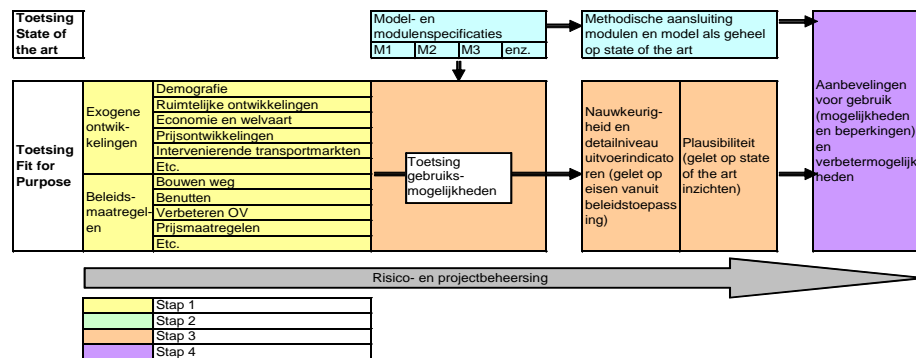 Toetsing
State of
the art
Model- en
modulenspecificaties
M1 M2 M3 enz.
Methodische aansluiting
modulen en model als geheel
op state of the art
Toetsing
Fit for
Purpose
Exogene
ontwik-
kelingen
Demografie
Ruimtelijke ontwikkelingen
Economie en welvaart
Prijsontwikkelingen
Intervenierende transportmarkten
Etc.
Beleids-
maatregel-
en
Bouwen weg
Benutten
Verbeteren OV
Prijsmaatregelen
Etc.
Toetsing
gebruiks-
mogelijkheden
Nauwkeurig-
heid en
detailniveau
uitvoerindicato
ren (gelet op
eisen vanuit
beleidstoepass
ing)
Plausibiliteit
(gelet op state
of the art
inzichten)
Aanbevelingen
voor gebruik
(mogelijkheden
en beperkingen)
en
verbetermogelijk
heden
Risico- en projectbeheersing
Stap 1
Stap 2
Stap 3
Stap 4